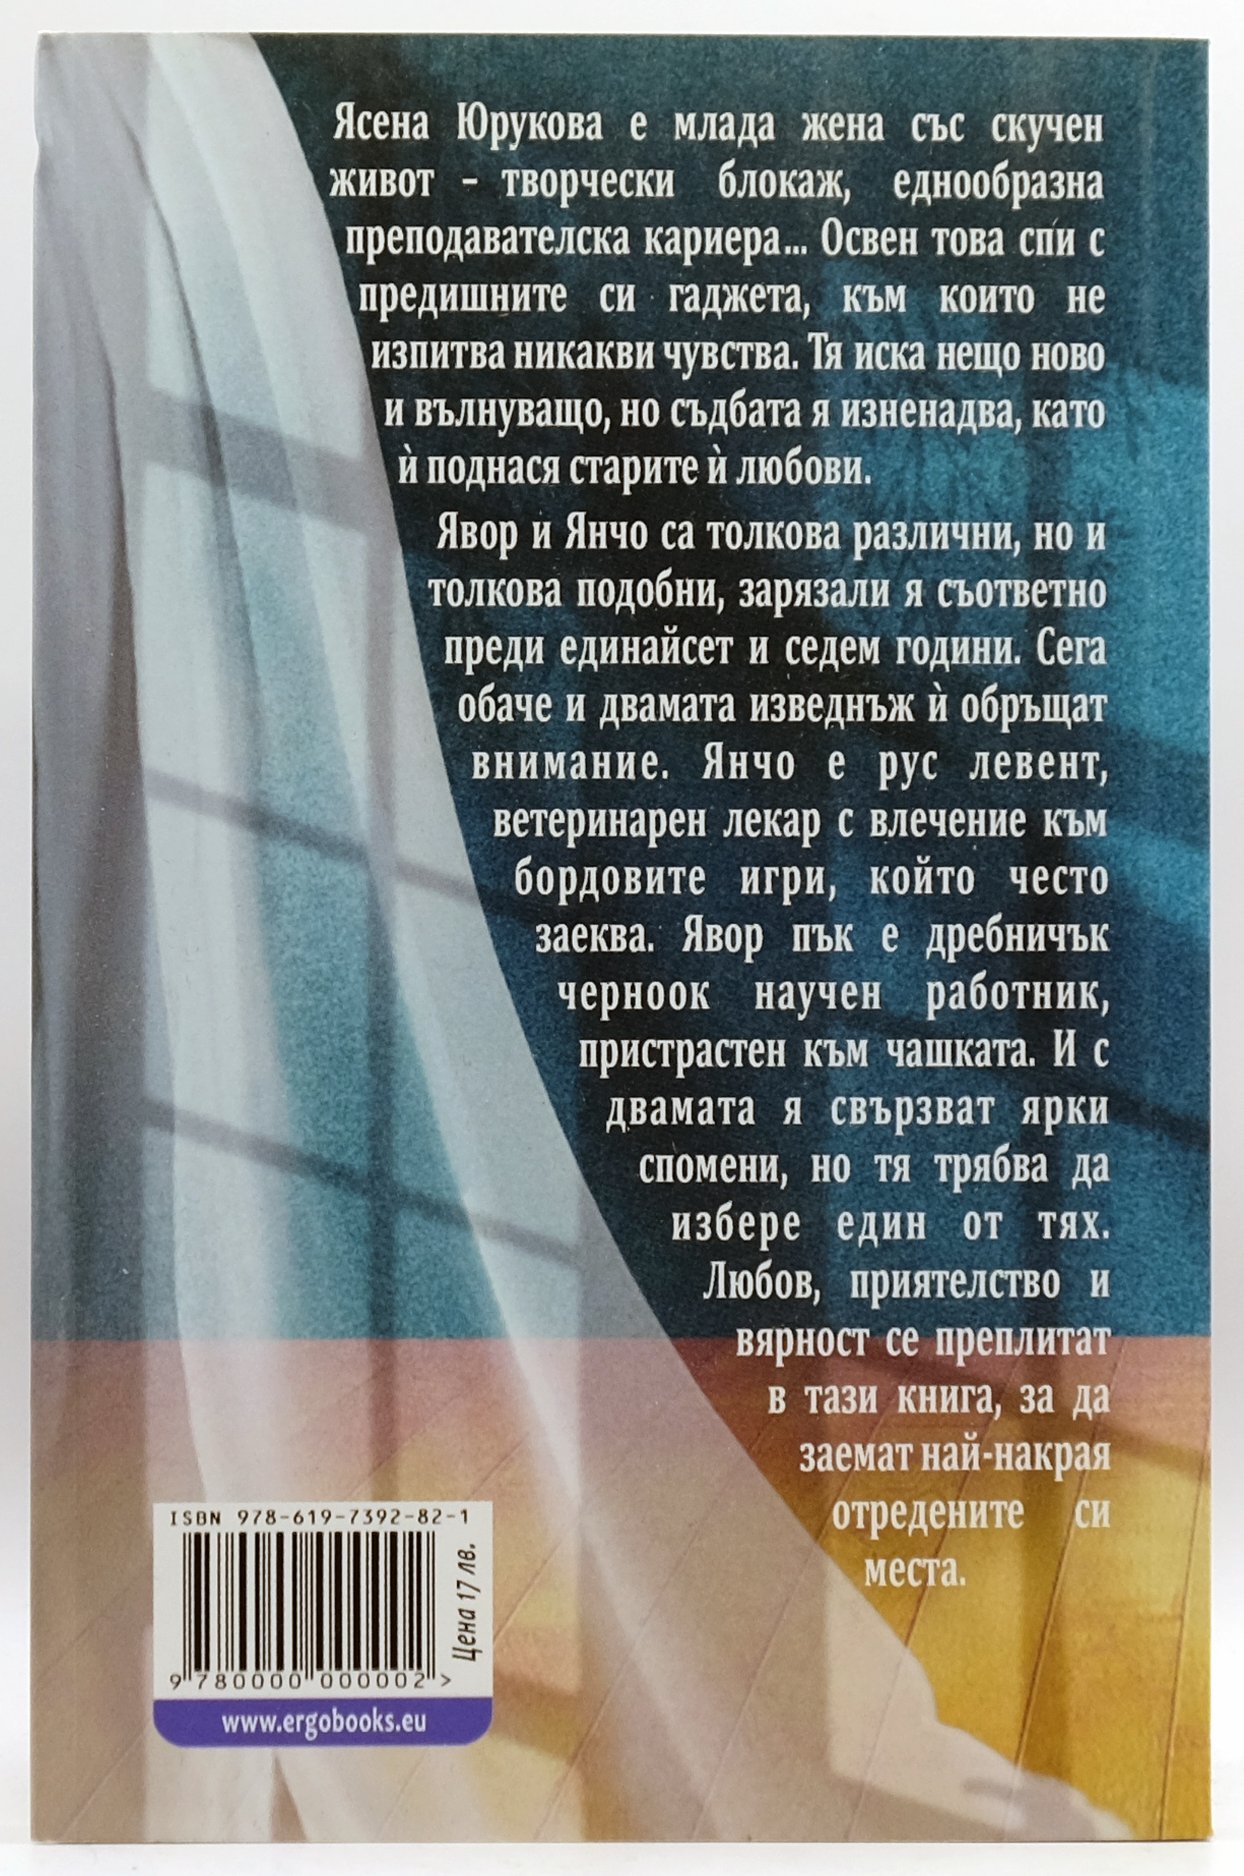 Ясена Юрукова е млада жена със скучен
живот – творчески блокаж, еднообразна
преподавателска кариера... Освен това спи с
предишните си гаджета, към които не
изпитва никакви чувства. Тя иска нещо ново
и вълнуващо, но съдбата я изненадва, като
ѝ поднася старите ѝ любови.
Явор и Янчо са толкова различни, но и
толкова подобни, зарязали я съответно
преди единайсет и седем години. Сега
обаче и двамата изведнъж ѝ обръщат
внимание. Янчо е рус левент,
ветеринарен лекар с влечение към
бордовите игри, който често
заеква. Явор пък е дребничък
черноок научен работник,
пристрастен към чашката. И с
двамата я свързват ярки
спомени, но тя трябва да
избере един от тях.
Любов, приятелство и
вярност се преплитат
в тази книга, за да
заемат най-накрая
отредените си
места.
ISBN 978-619-7392-82-1
Цена 17 лв.
9 780000 000002 >
www.ergobooks.eu